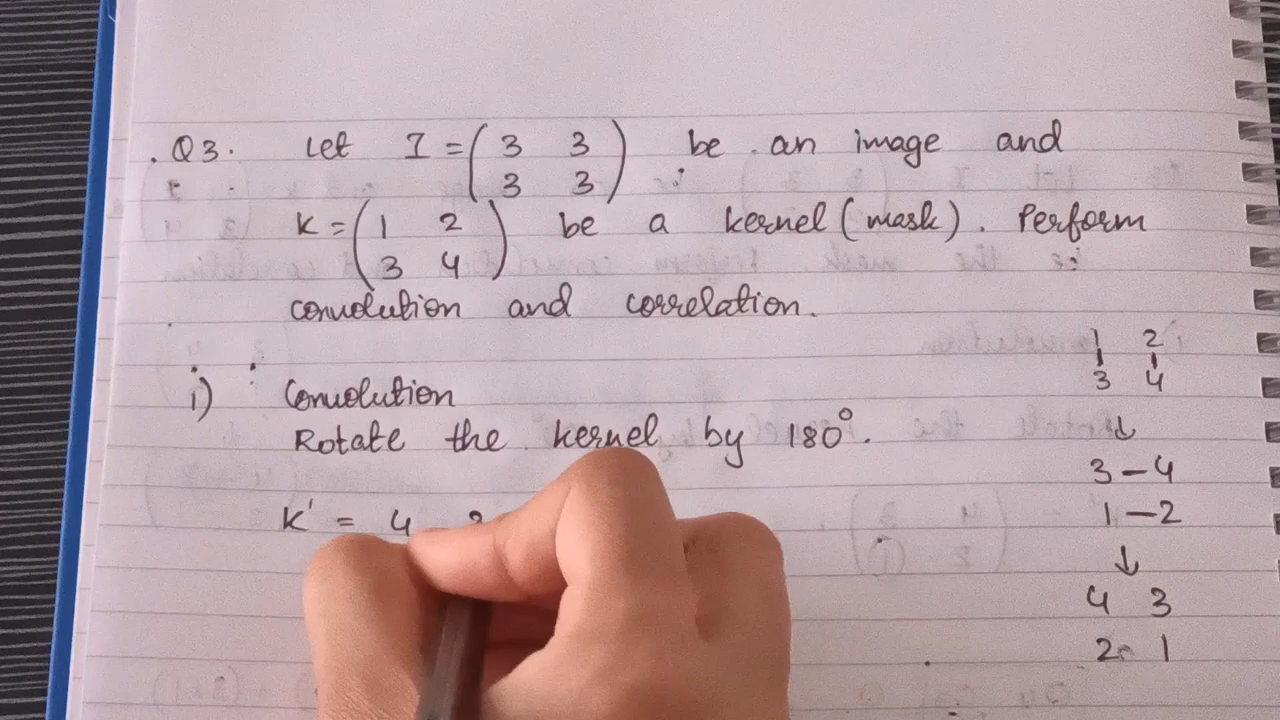 Q3. Let I = ( 3 3 ) be an image and
3 3
K = ( 1 2 ) be a kernel (mask). Perform
3 4
convolution and correlation.
i) Convolution
Rotate the kernel by 180°.
K' = 4
1 2
3 4
↓
3 – 4
1 – 2
↓
4 3
2 1